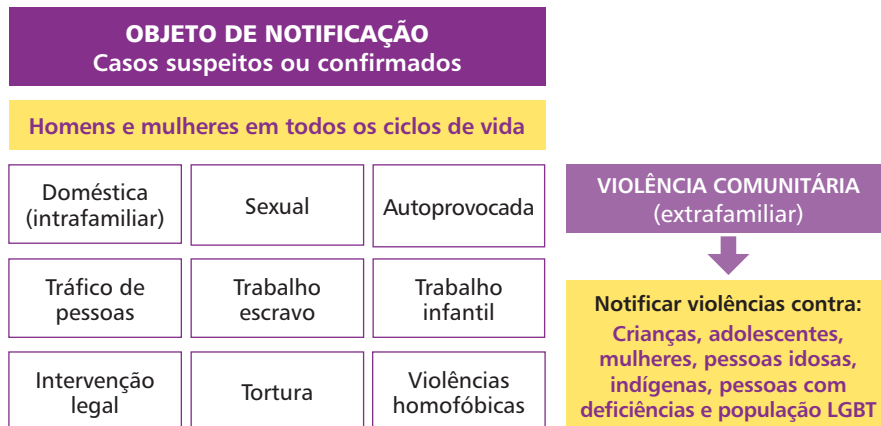 OBJETO DE NOTIFICAÇÃO
Casos suspeitos ou confirmados
Homens e mulheres em todos os ciclos de vida
Doméstica
(intrafamiliar)
Sexual
Autoprovocada
Tráfico de
pessoas
Trabalho
escravo
Trabalho
infantil
Intervenção
legal
Tortura
Violências
homofóbicas
VIOLÊNCIA COMUNITÁRIA
(extrafamiliar)
Notificar violências contra:
Crianças, adolescentes,
mulheres, pessoas idosas,
indígenas, pessoas com
deficiências e população LGBT